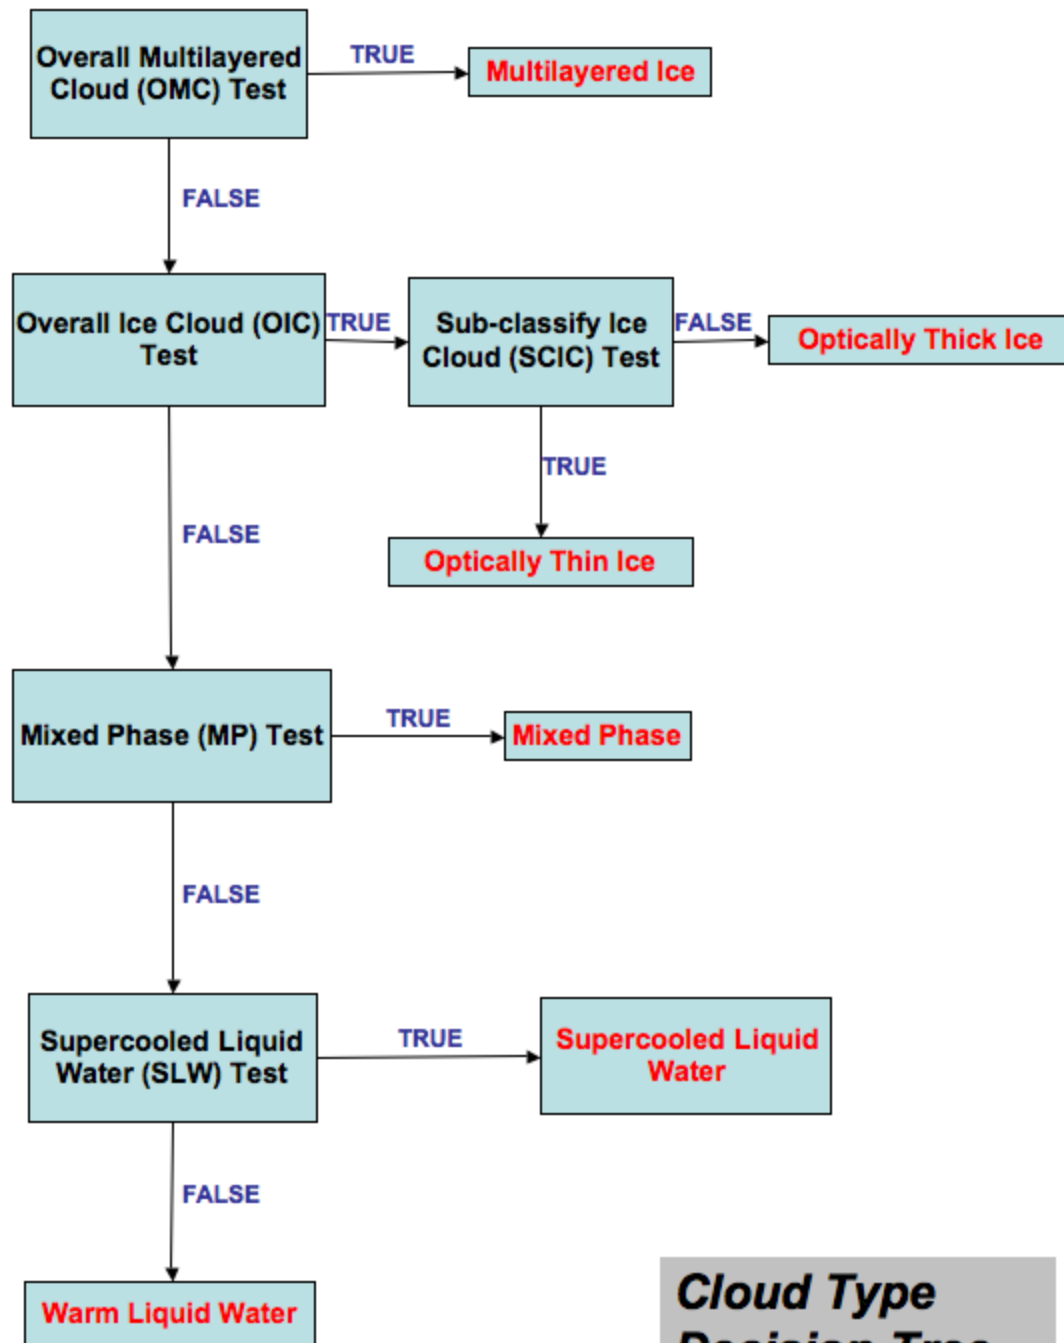 Overall Multilayered
Cloud (OMC) Test
TRUE
Multilayered Ice
FALSE
Overall Ice Cloud (OIC)
Test
TRUE
Sub-classify Ice
Cloud (SCIC) Test
FALSE
Optically Thick Ice
TRUE
Optically Thin Ice
FALSE
Mixed Phase (MP) Test
TRUE
Mixed Phase
FALSE
Supercooled Liquid
Water (SLW) Test
TRUE
Supercooled Liquid
Water
FALSE
Warm Liquid Water
Cloud Type
Decision Tree